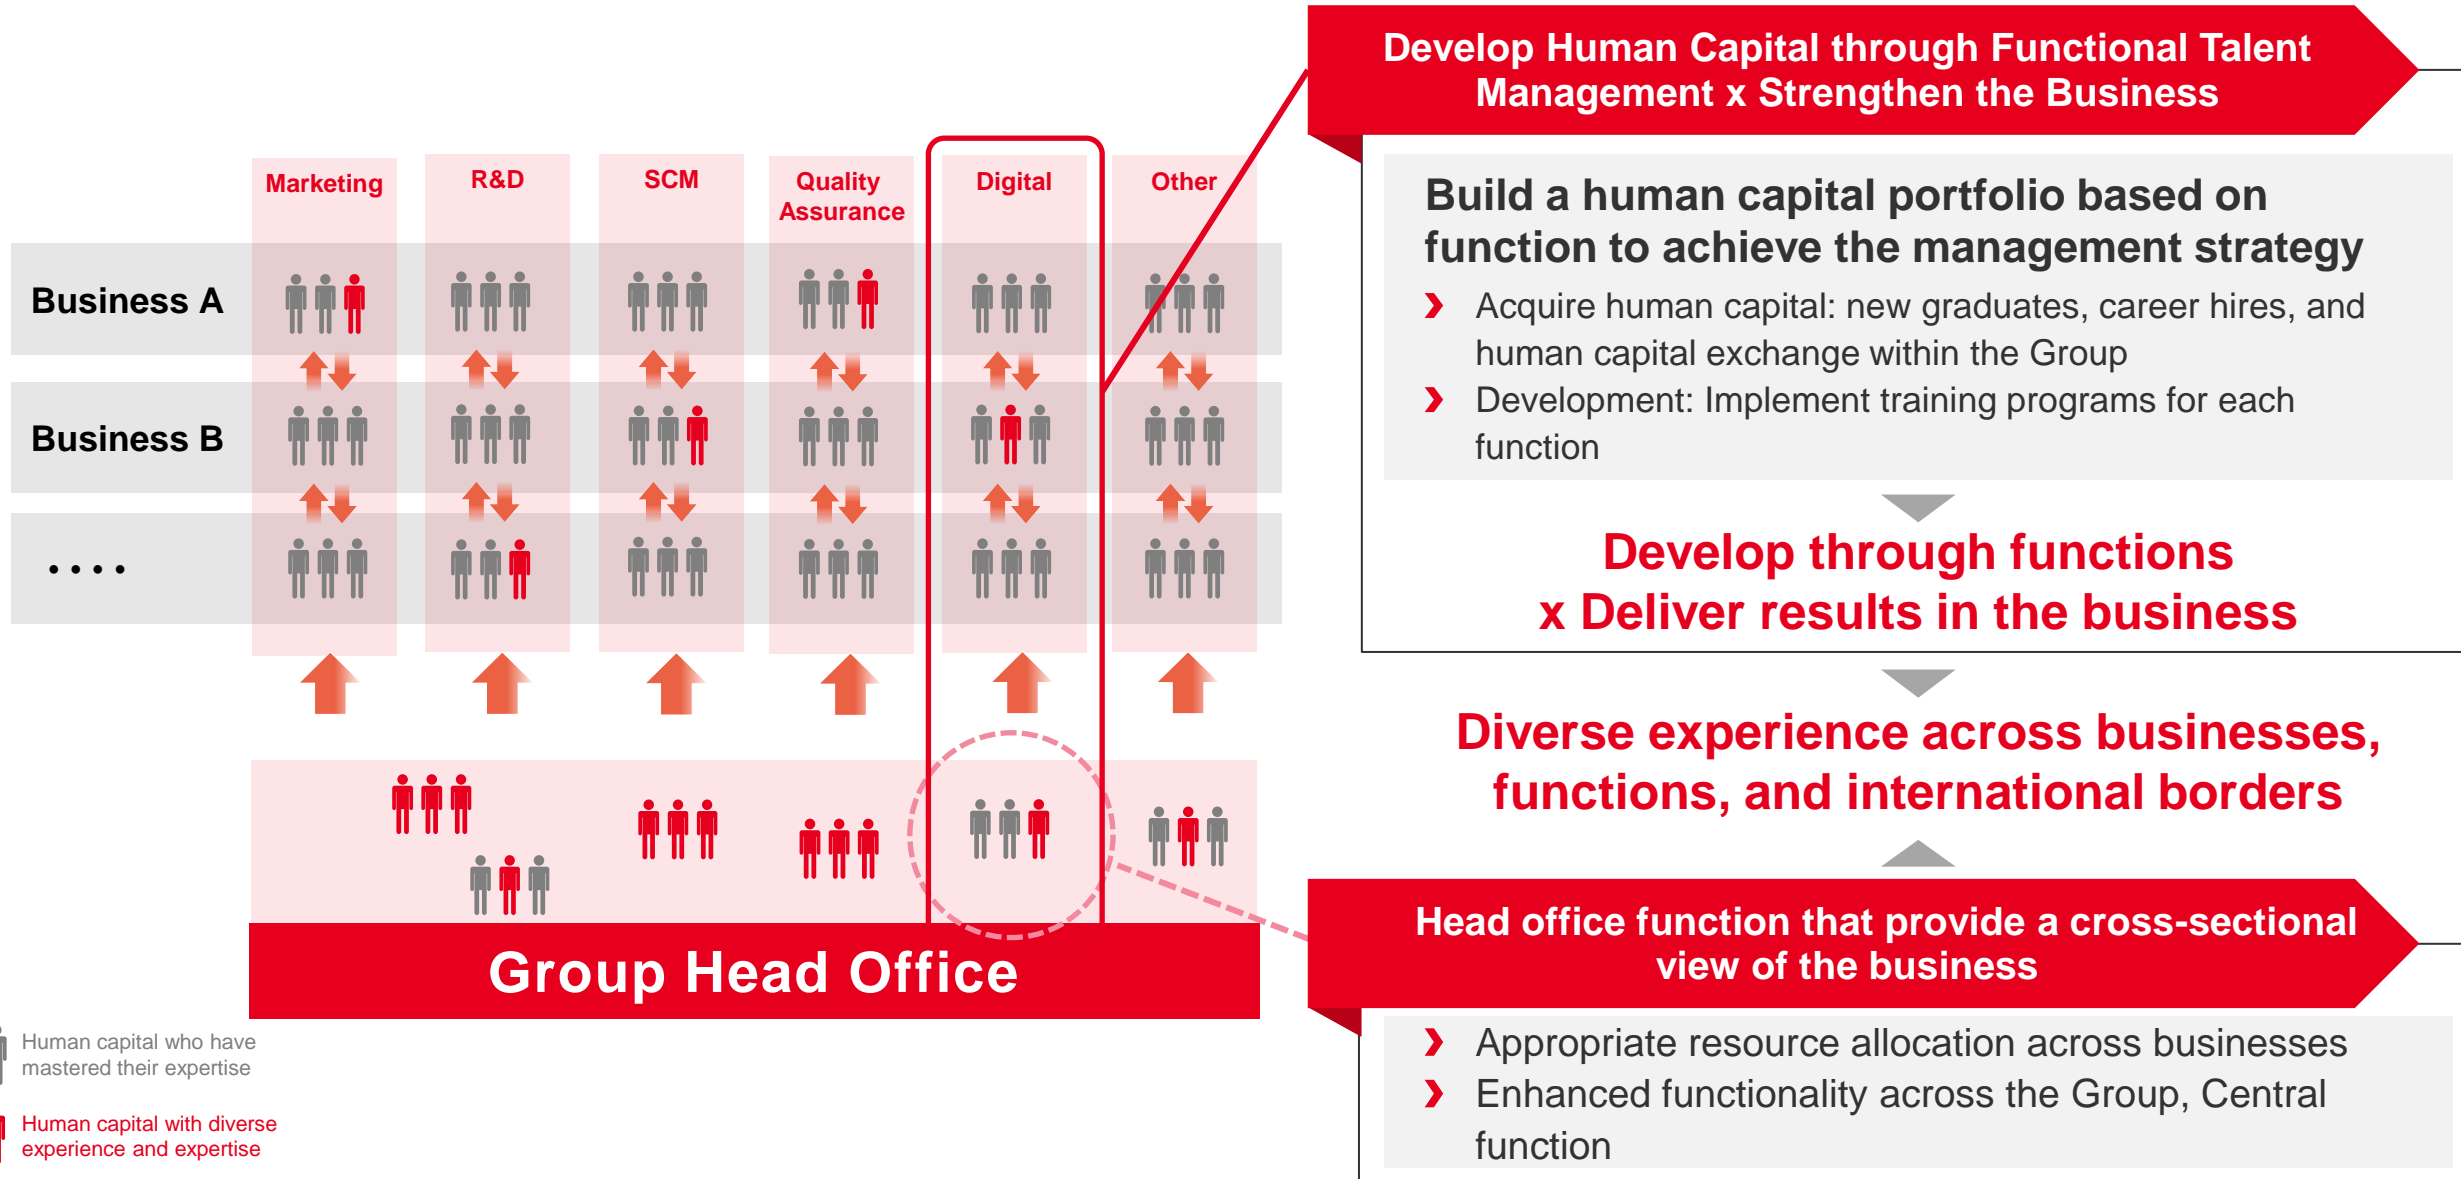 Marketing
R&D
SCM
Quality
Assurance
Digital
Other
Business A
Business B
....
Group Head Office
Human capital who have
mastered their expertise
Human capital with diverse
experience and expertise
Develop Human Capital through Functional Talent
Management x Strengthen the Business
Build a human capital portfolio based on
function to achieve the management strategy
Acquire human capital: new graduates, career hires, and
human capital exchange within the Group
Development: Implement training programs for each
function
Develop through functions
x Deliver results in the business
Diverse experience across businesses,
functions, and international borders
Head office function that provide a cross-sectional
view of the business
Appropriate resource allocation across businesses
Enhanced functionality across the Group, Central
function